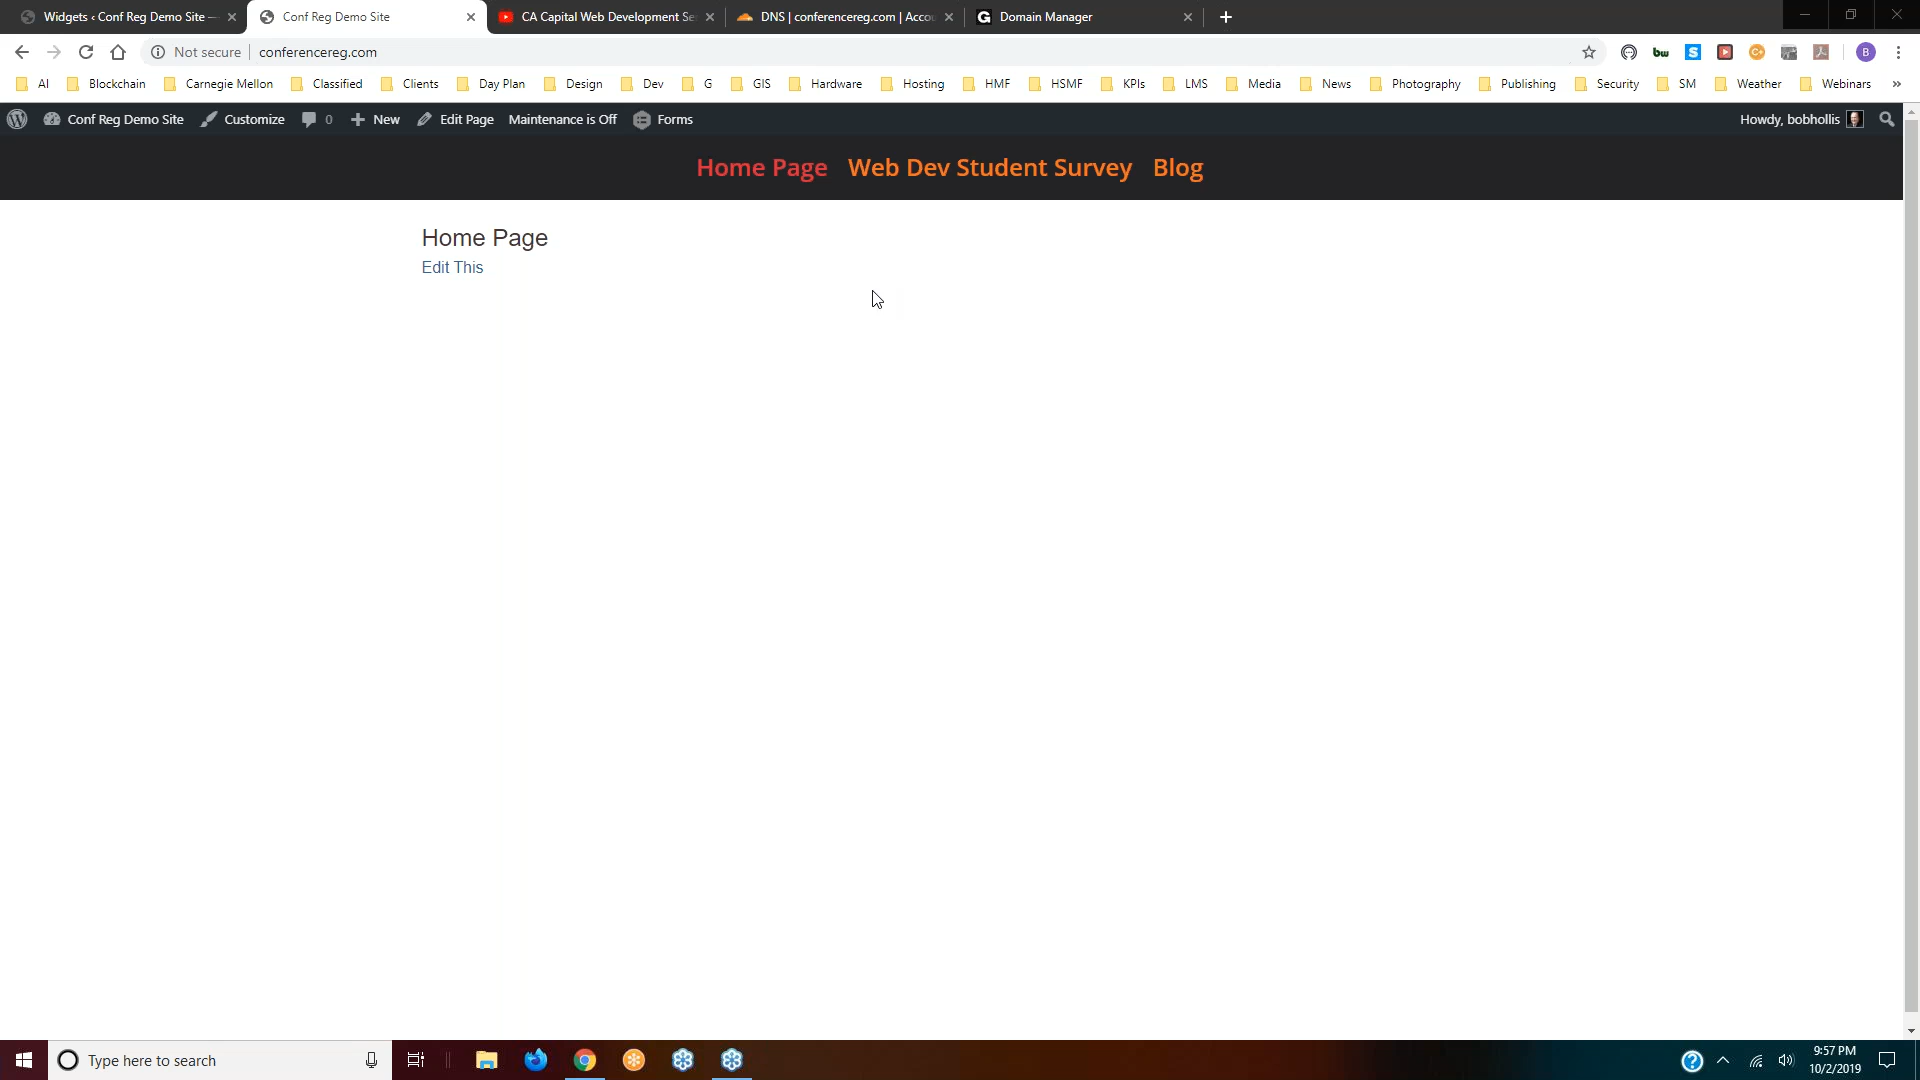 Widgets ‹ Conf Reg Demo Site —
Conf Reg Demo Site
CA Capital Web Development Se
DNS | conferencereg.com | Accou
G Domain Manager
Not secure | conferencereg.com
bw S C+ B
AI Blockchain Carnegie Mellon Classified Clients Day Plan Design Dev G GIS Hardware Hosting HMF HSMF KPIs LMS Media News Photography Publishing Security SM Weather Webinars »
Conf Reg Demo Site Customize 0 New Edit Page Maintenance is Off Forms Howdy, bobhollis
Home Page Web Dev Student Survey Blog
Home Page
Edit This
Type here to search
9:57 PM
10/2/2019